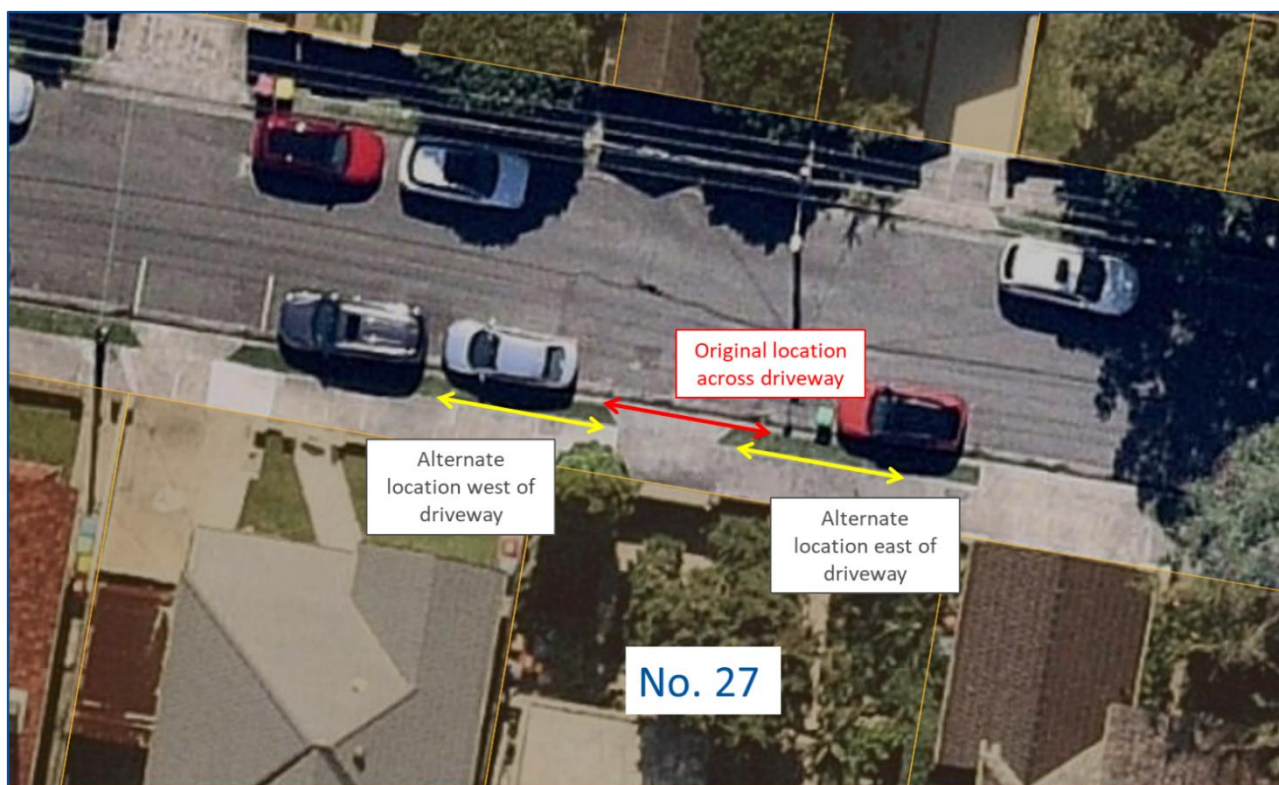 Original location
across driveway
Alternate
location west of
driveway
Alternate
location east of
driveway
No. 27